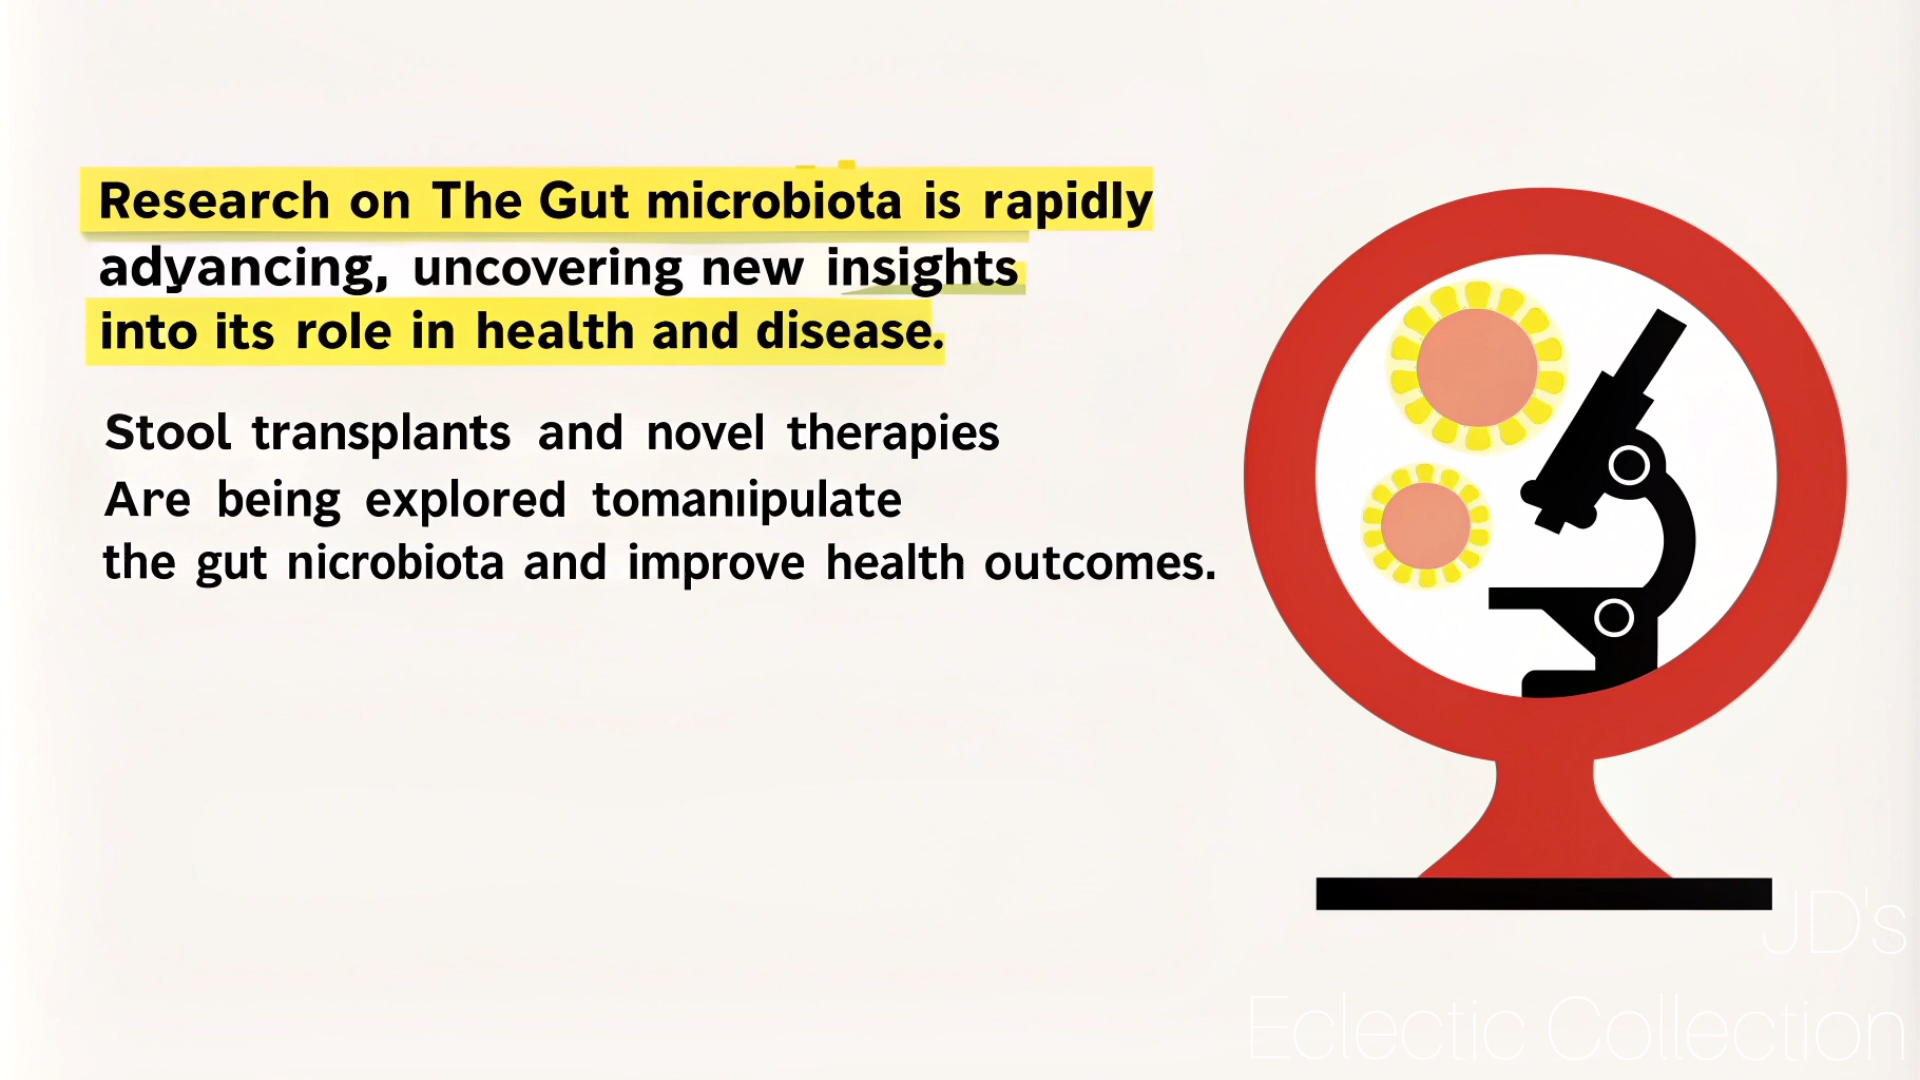 Research on The Gut microbiota is rapidly
adyancing, uncovering new insights
into its role in health and disease.
Stool transplants and novel therapies
Are being explored tomanıipulate
the gut nicrobiota and improve health outcomes.
JD's
Eclectic Collection